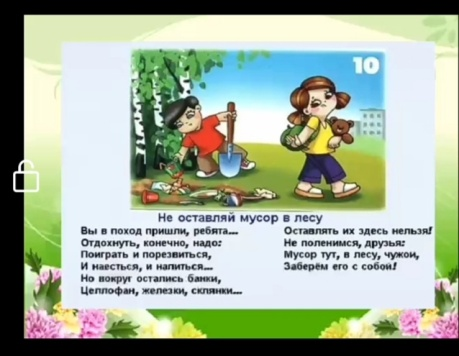 10
Не оставляй мусор в лесу
Вы в поход пришли, ребята...
Отдохнуть, конечно, надо:
Поиграть и порезвиться,
И наесться, и напиться...
Но вокруг остались банки,
Целлофан, железки, склянки...
Оставлять их здесь нельзя!
Не поленимся, друзья:
Мусор тут, в лесу, чужой,
Заберём его с собой!